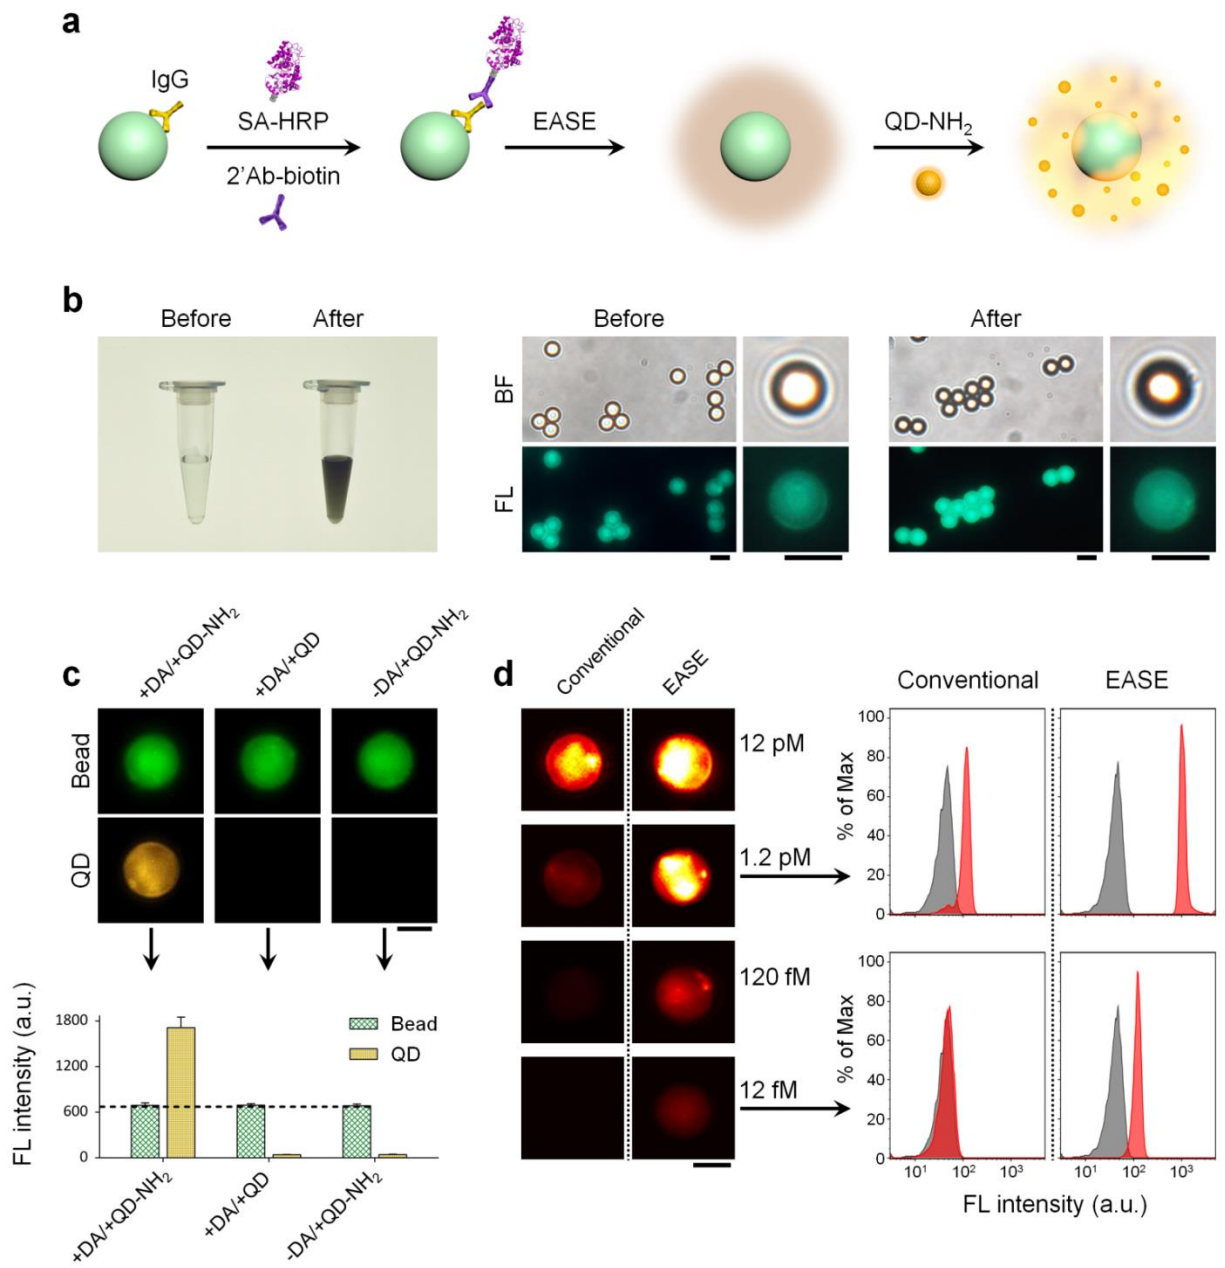 a
IgG
SA-HRP
2'Ab-biotin
EASE
QD-NH₂
b
Before
After
Before
After
BF
FL
c
+DA/+QD-NH₂
+DA/+QD
-DA/+QD-NH₂
Bead
QD
FL intensity (a.u.)
1800
1200
600
0
Bead
QD
+DA/+QD-NH₂
+DA/+QD
-DA/+QD-NH₂
d
Conventional
EASE
12 pM
1.2 pM
120 fM
12 fM
Conventional
EASE
% of Max
100
80
60
40
20
0
% of Max
100
80
60
40
20
0
10¹ 10² 10³
10¹ 10² 10³
FL intensity (a.u.)